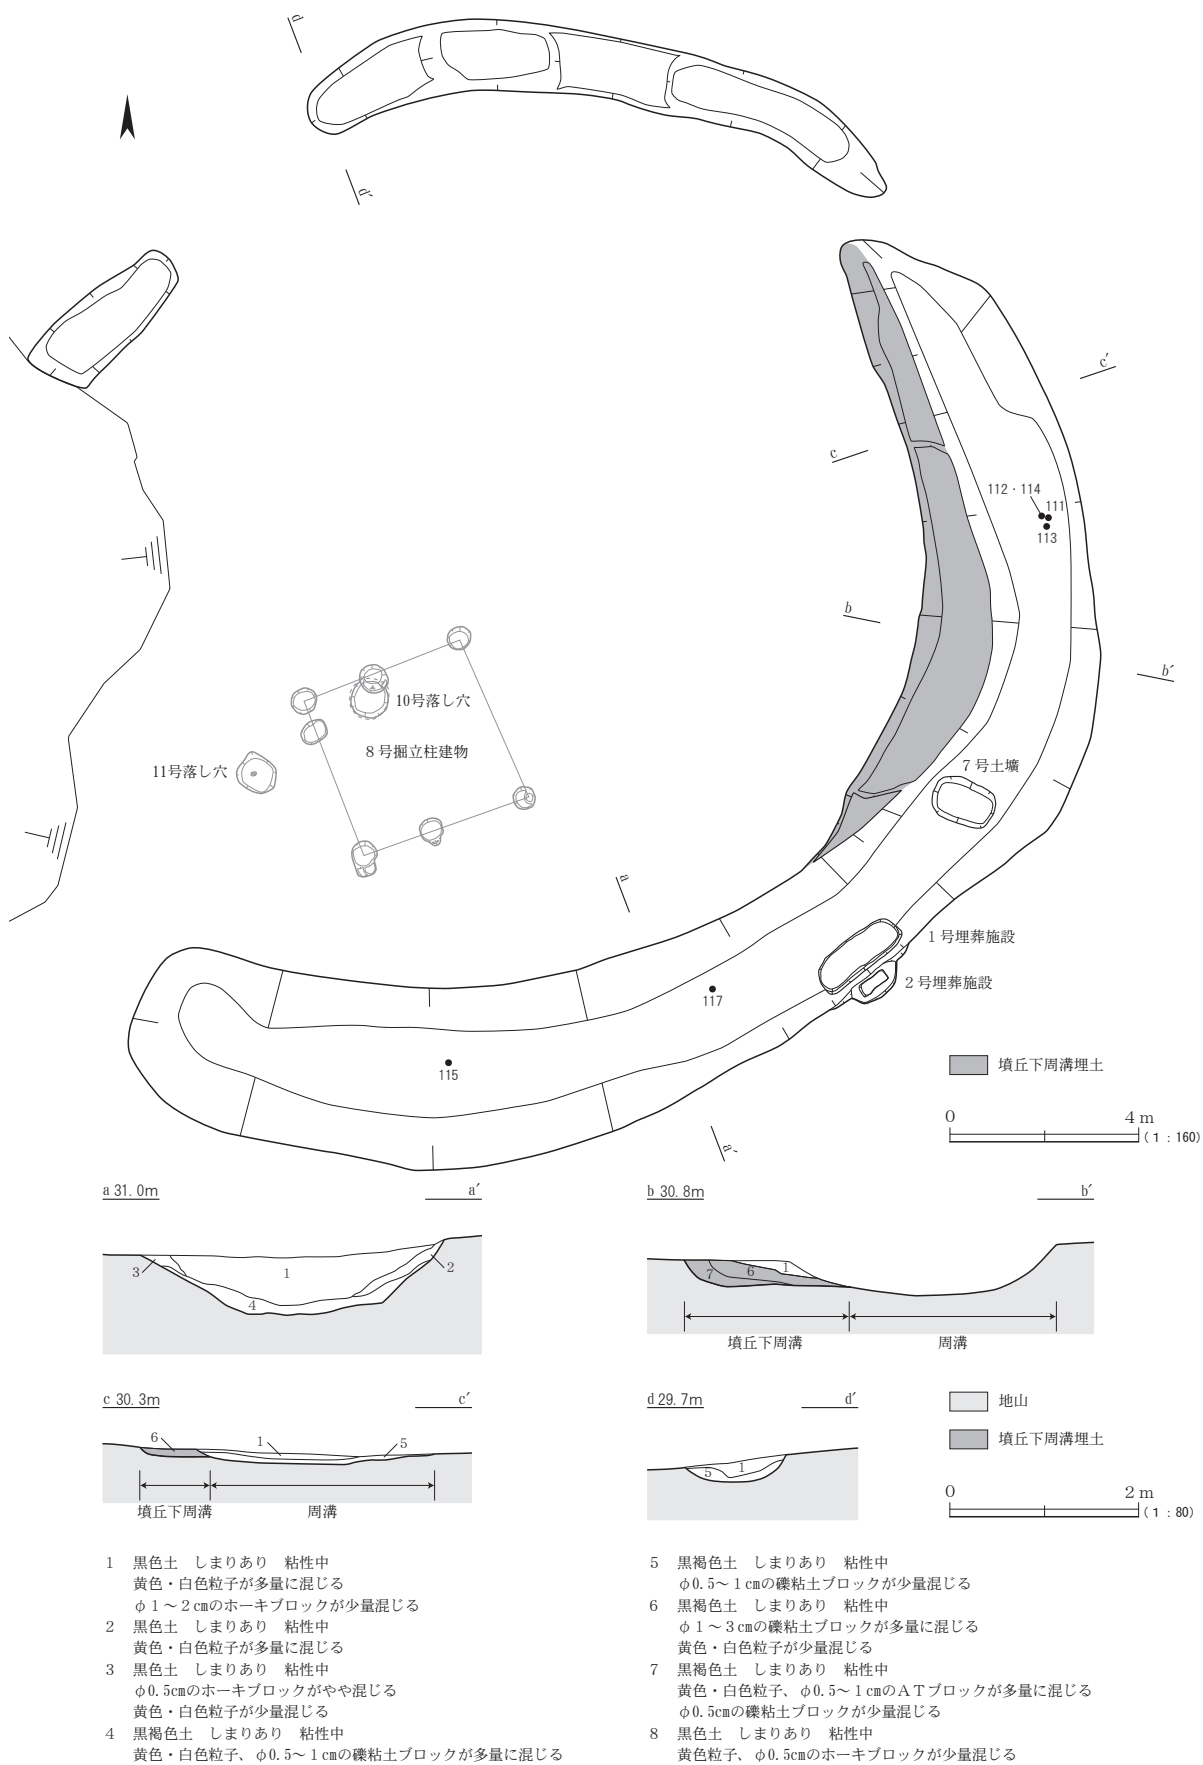 d
d′
c′
c
112・114
111
113
b
b′
10号落し穴
8号掘立柱建物
11号落し穴
7号土壙
a
1号埋葬施設
2号埋葬施設
117
115
墳丘下周溝埋土
0 4m
(1：160)
a′
a 31.0m a′
1
2
3
4
b 30.8m b′
7
6
1
墳丘下周溝 周溝
c 30.3m c′
6
1
5
墳丘下周溝 周溝
d 29.7m d′
5
1
地山
墳丘下周溝埋土
0 2m
(1：80)
1 黒色土 しまりあり 粘性中
黄色・白色粒子が多量に混じる
φ1～2㎝のホーキブロックが少量混じる
2 黒色土 しまりあり 粘性中
黄色・白色粒子が多量に混じる
3 黒色土 しまりあり 粘性中
φ0.5㎝のホーキブロックがやや混じる
黄色・白色粒子が少量混じる
4 黒褐色土 しまりあり 粘性中
黄色・白色粒子、φ0.5～1㎝の礫粘土ブロックが多量に混じる
5 黒褐色土 しまりあり 粘性中
φ0.5～1㎝の礫粘土ブロックが少量混じる
6 黒褐色土 しまりあり 粘性中
φ1～3㎝の礫粘土ブロックが多量に混じる
黄色・白色粒子が少量混じる
7 黒褐色土 しまりあり 粘性中
黄色・白色粒子、φ0.5～1㎝のＡＴブロックが多量に混じる
φ0.5㎝の礫粘土ブロックが少量混じる
8 黒色土 しまりあり 粘性中
黄色粒子、φ0.5㎝のホーキブロックが少量混じる